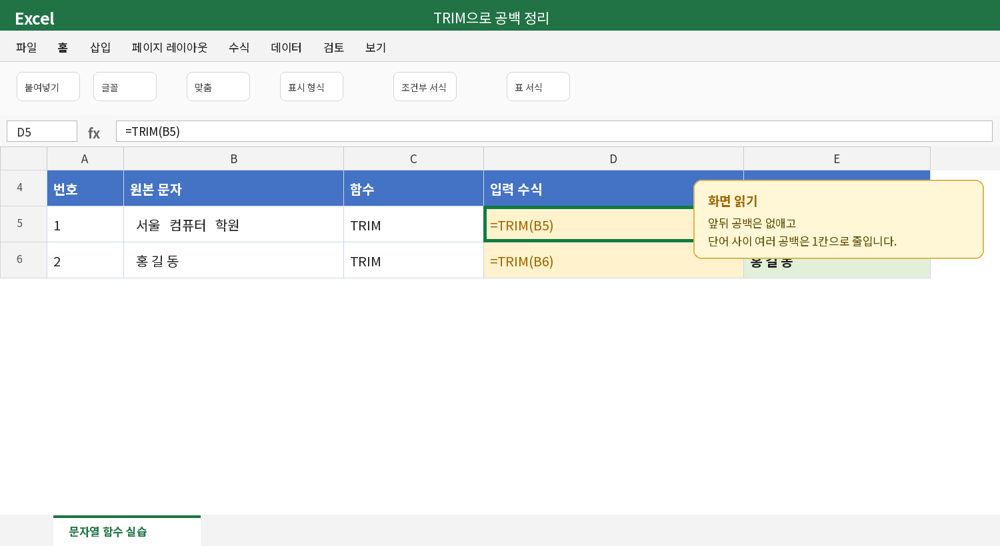 Excel
TRIM으로 공백 정리
파일 홈 삽입 페이지 레이아웃 수식 데이터 검토 보기
붙여넣기 글꼴 맞춤 표시 형식 조건부 서식 표 서식
D5 fx =TRIM(B5)
A B C D E
4 번호 원본 문자 함수 입력 수식
5 1 서울 컴퓨터 학원 TRIM =TRIM(B5)
6 2 홍 길 동 TRIM =TRIM(B6) 홍 길 동
화면 읽기
앞뒤 공백은 없애고
단어 사이 여러 공백은 1칸으로 줄입니다.
문자열 함수 실습